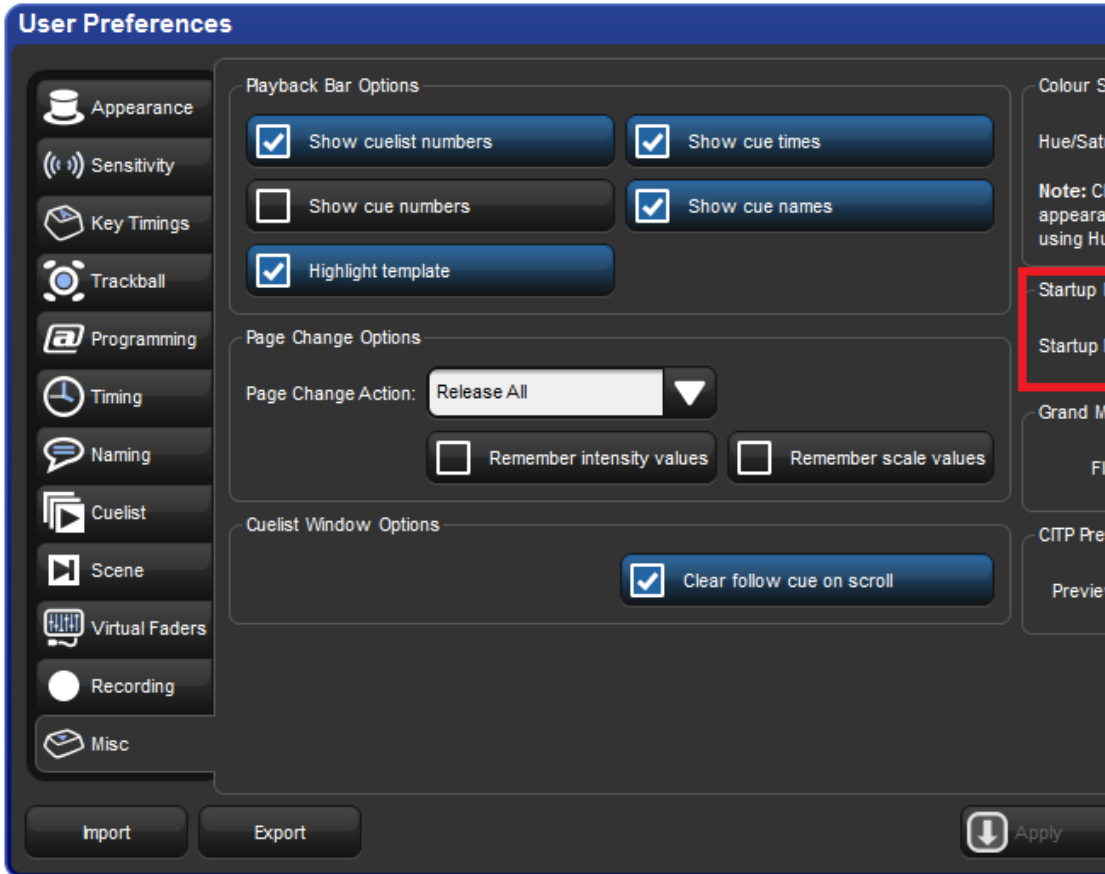 User Preferences
Appearance
Sensitivity
Key Timings
Trackball
Programming
Timing
Naming
Cuelist
Scene
Virtual Faders
Recording
Misc
Playback Bar Options
Show cuelist numbers
Show cue times
Show cue numbers
Show cue names
Highlight template
Page Change Options
Page Change Action: Release All
Remember intensity values
Remember scale values
Cuelist Window Options
Clear follow cue on scroll
Colour
Note:
Startup
Startup
Grand
CITP
Import
Export
Apply